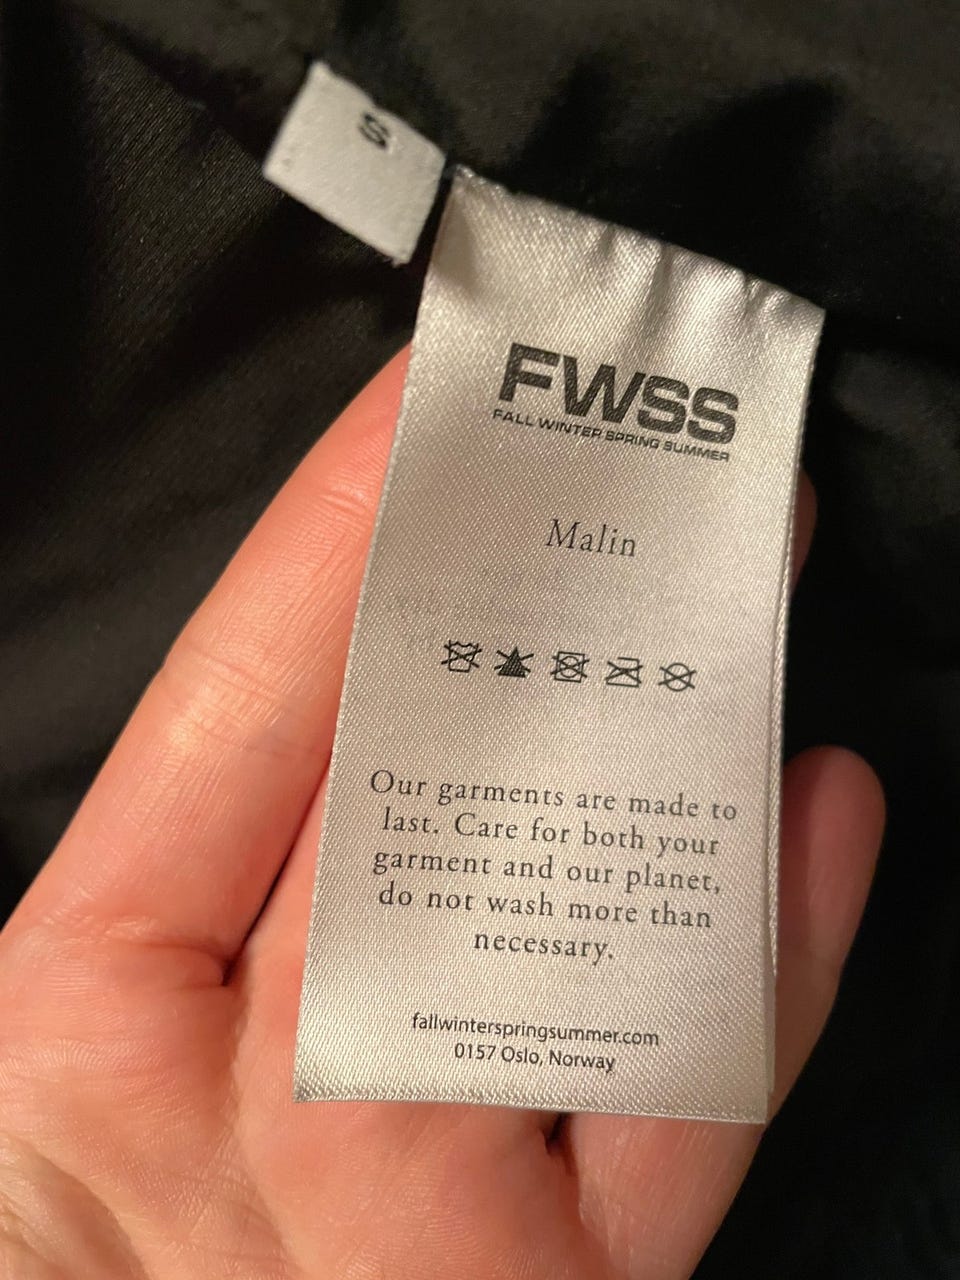 S
FWSS
FALL WINTER SPRING SUMMER
Malin
Our garments are made to
last. Care for both your
garment and our planet,
do not wash more than
necessary.
fallwinterspringsummer.com
0157 Oslo, Norway